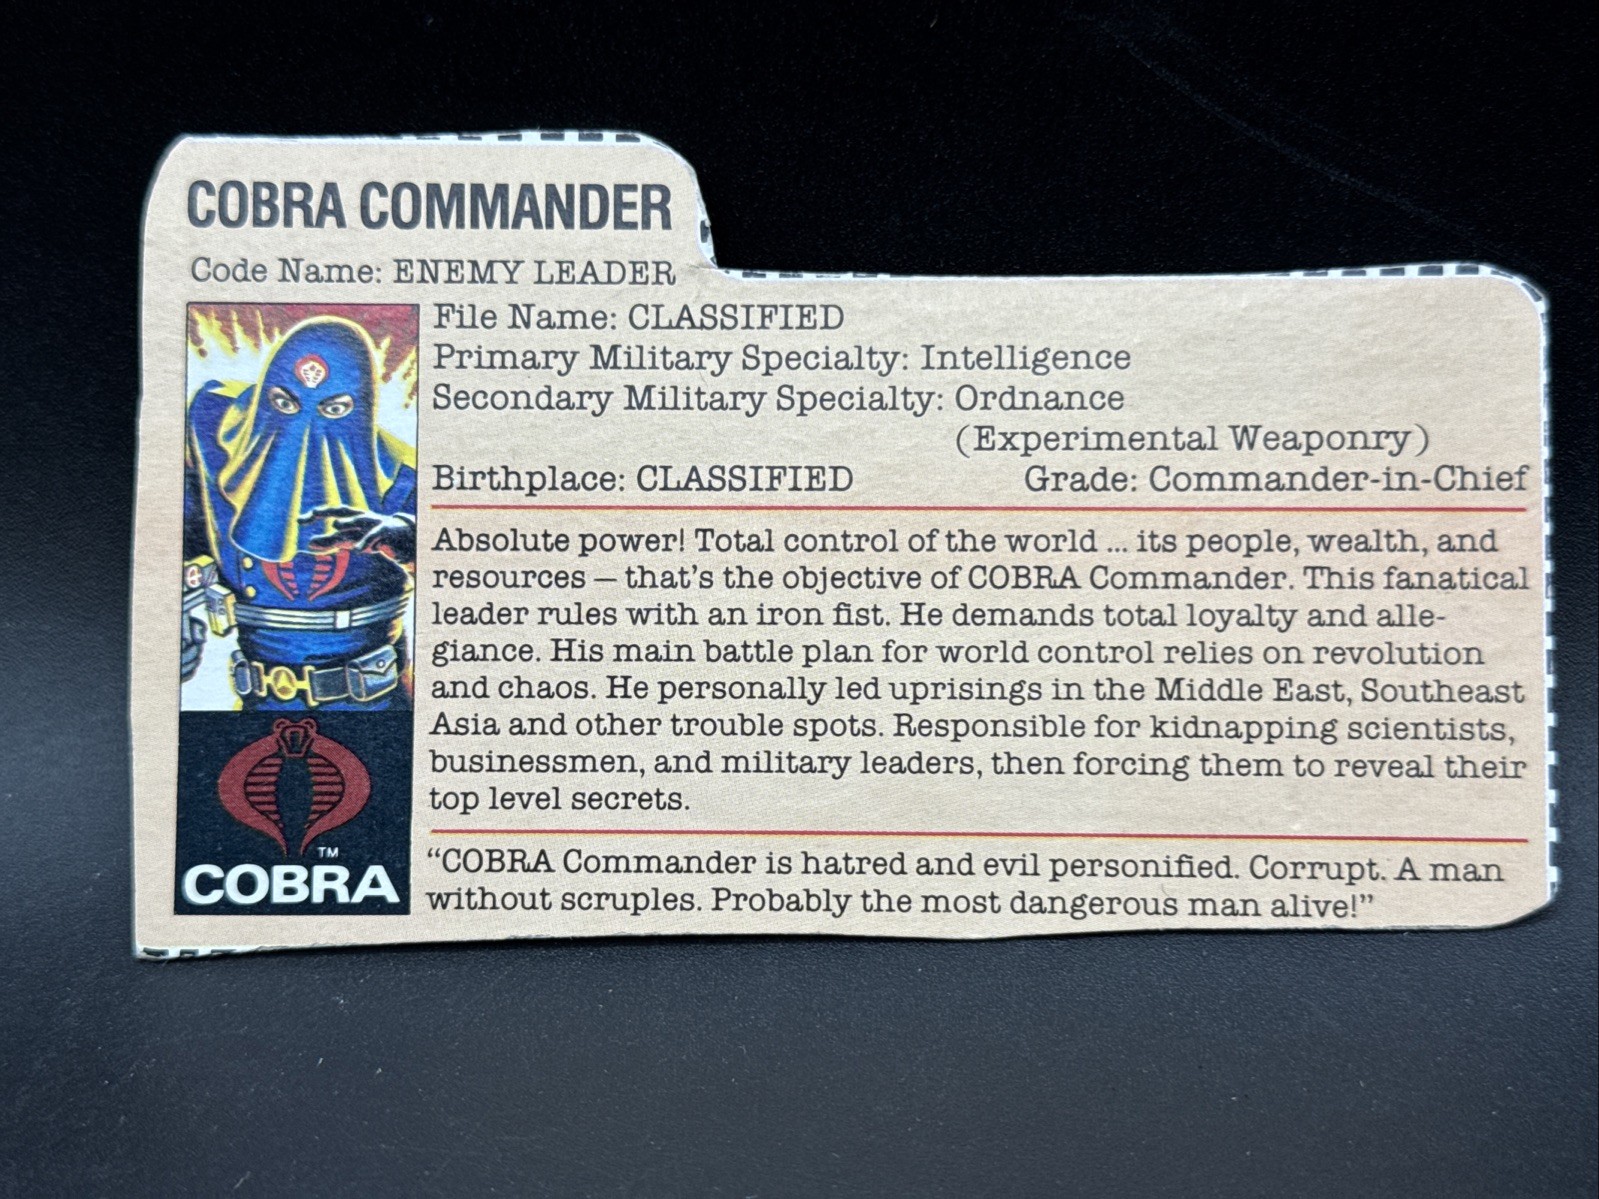 COBRA COMMANDER
Code Name: ENEMY LEADER
File Name: CLASSIFIED
Primary Military Specialty: Intelligence
Secondary Military Specialty: Ordnance
(Experimental Weaponry)
Birthplace: CLASSIFIED Grade: Commander-in-Chief
Absolute power! Total control of the world ... its people, wealth, and
resources — that's the objective of COBRA Commander. This fanatical
leader rules with an iron fist. He demands total loyalty and alle-
giance. His main battle plan for world control relies on revolution
and chaos. He personally led uprisings in the Middle East, Southeast
Asia and other trouble spots. Responsible for kidnapping scientists,
businessmen, and military leaders, then forcing them to reveal their
top level secrets.
"COBRA Commander is hatred and evil personified. Corrupt. A man
without scruples. Probably the most dangerous man alive!"
TM
COBRA